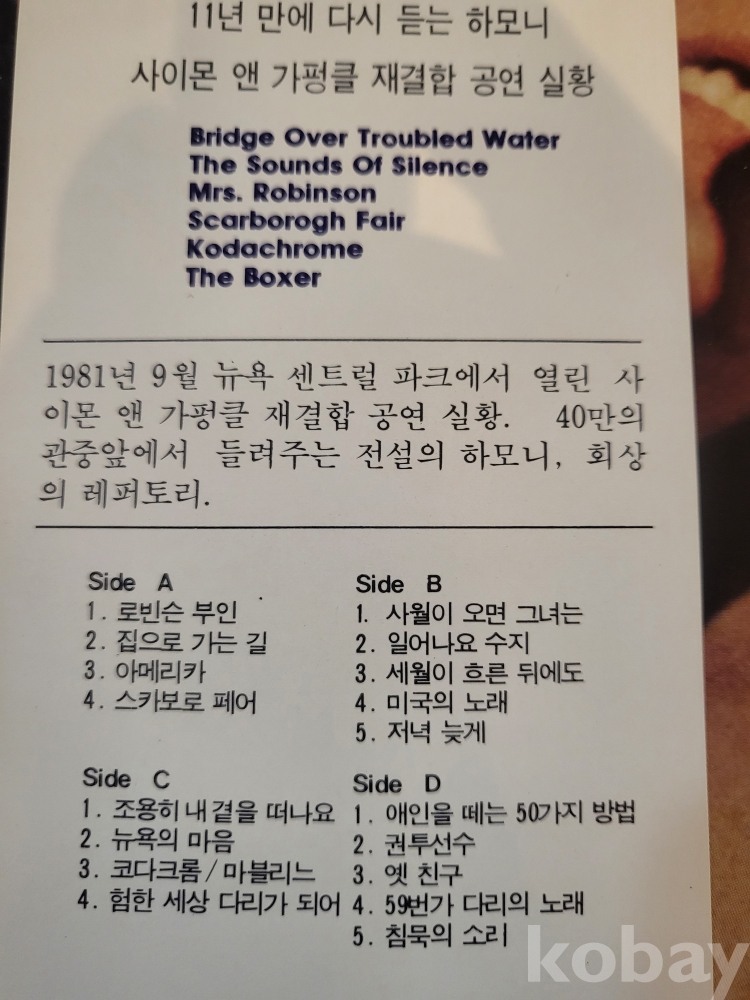 11년 만에 다시 듣는 하모니
사이몬 앤 가펑클 재결합 공연 실황
Bridge Over Troubled Water
The Sounds Of Silence
Mrs. Robinson
Scarborogh Fair
Kodachrome
The Boxer
1981년 9월 뉴욕 센트럴 파크에서 열린 사
이몬 앤 가펑클 재결합 공연 실황. 40만의
관중앞에서 들려주는 전설의 하모니, 회상
의 레퍼토리.
Side A
1. 로빈슨 부인
2. 집으로 가는 길
3. 아메리카
4. 스카보로 페어
Side B
1. 사월이 오면 그녀는
2. 일어나요 수지
3. 세월이 흐른 뒤에도
4. 미국의 노래
5. 저녁 늦게
Side C
1. 조용히 내 곁을 떠나요
2. 뉴욕의 마음
3. 코다크롬/마블리느
4. 험한 세상 다리가 되어
Side D
1. 애인을 떼는 50가지 방법
2. 권투선수
3. 옛 친구
4. 59번가 다리의 노래
5. 침묵의 소리
kobay